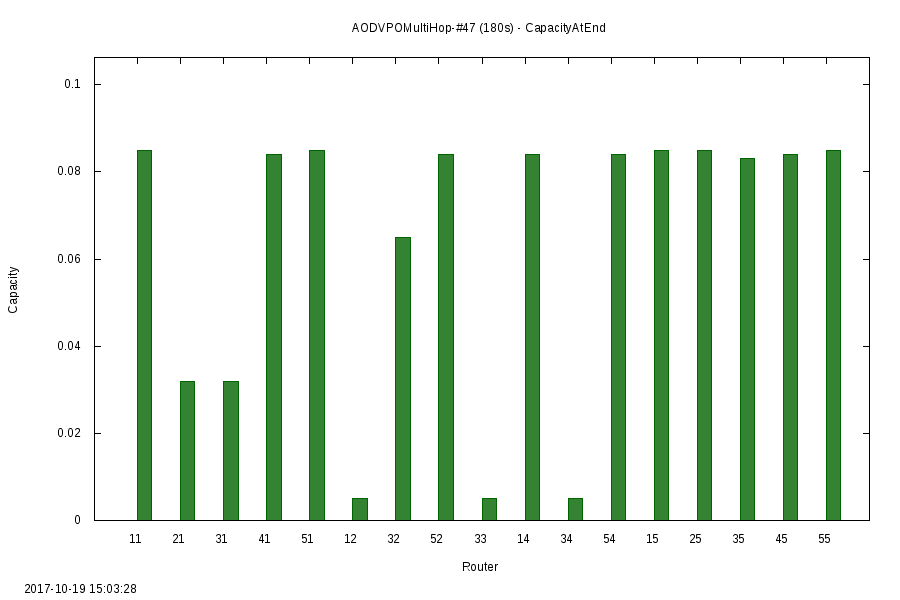 AODVPOMultiHop-#47 (180s) - CapacityAtEnd
0.1
0.08
0.06
0.04
0.02
0
Capacity
11 21 31 41 51 12 32 52 33 14 34 54 15 25 35 45 55
Router
2017-10-19 15:03:28